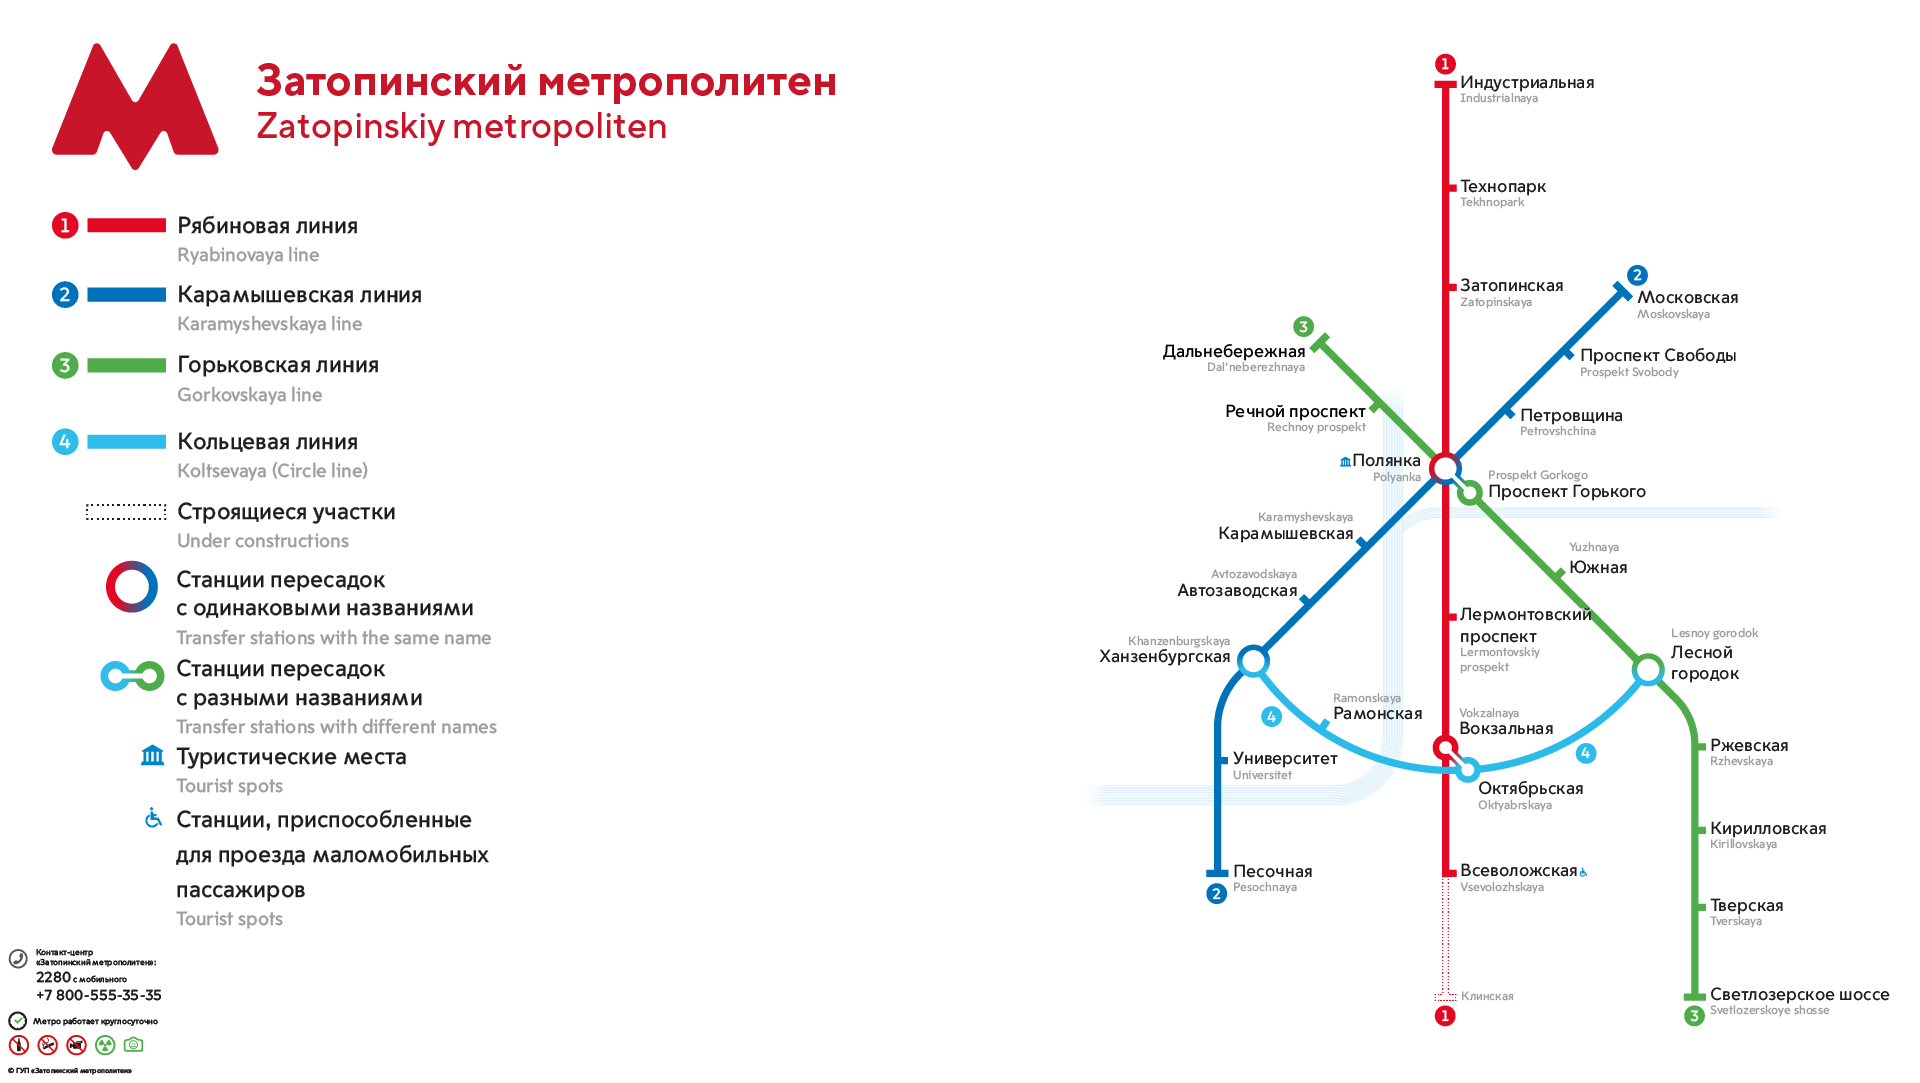 Затопинский метрополитен
Zatopinskiy metropoliten
1
Рябиновая линия
Ryabinovaya line
2
Карамышевская линия
Karamyshevskaya line
3
Горьковская линия
Gorkovskaya line
4
Кольцевая линия
Koltsevaya (Circle line)
Строящиеся участки
Under constructions
Станции пересадок
с одинаковыми названиями
Transfer stations with the same name
Станции пересадок
с разными названиями
Transfer stations with different names
Туристические места
Tourist spots
Станции, приспособленные
для проезда маломобильных
пассажиров
Tourist spots
Контакт-центр
«Затопинский метрополитен»:
2280 с мобильного
+7 800-555-35-35
Метро работает круглосуточно
© ГУП «Затопинский метрополитен»
1
Индустриальная
Industrialnaya
Технопарк
Tekhnopark
Затопинская
Zatopinskaya
2
Московская
Moskovskaya
3
Дальнебережная
Dal'neberezhnaya
Проспект Свободы
Prospekt Svobody
Речной проспект
Rechnoy prospekt
Петровщина
Petrovshchina
Полянка
Polyanka
Prospekt Gorkogo
Проспект Горького
Karamyshevskaya
Карамышевская
Yuzhnaya
Южная
Avtozavodskaya
Автозаводская
Лермонтовский
проспект
Lermontovskiy
prospekt
Khanzenburgskaya
Ханзенбургская
Lesnoy gorodok
Лесной
городок
4
Ramonskaya
Рамонская
Vokzalnaya
Вокзальная
4
Ржевская
Rzhevskaya
Университет
Universitet
Октябрьская
Oktyabrskaya
Кирилловская
Kirillovskaya
Песочная
Pesochnaya
2
Всеволожская
Vsevolozhskaya
Тверская
Tverskaya
Клинская
1
Светлозерское шоссе
Svetlozerskoye shosse
3